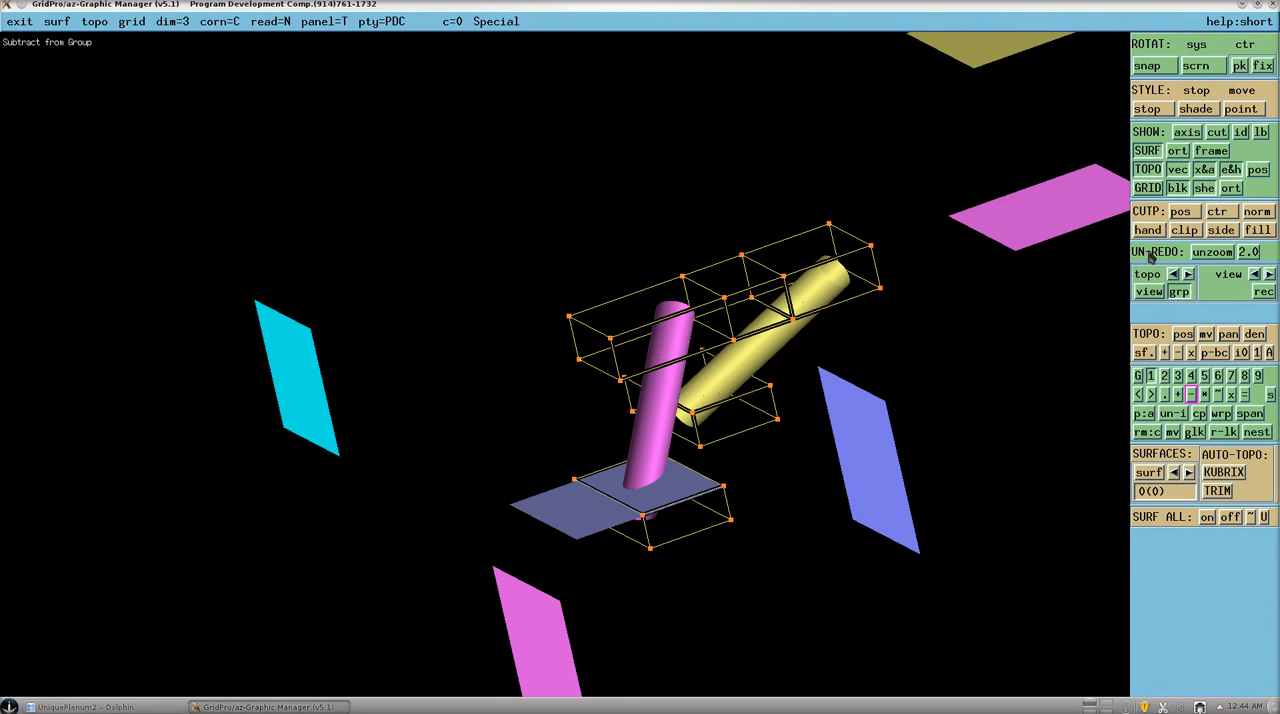 GridPro/az-Graphic Manager (v5.1)    Program Development Comp.(914)761-1732
exit surf topo grid dim=3 corn=C read=N panel=T pty=PDC c=0 Special help:short
Subtract from Group
ROTAT: sys ctr
snap scrn pk fix
STYLE: stop move
stop shade point
SHOW: axis cut id lb
SURF ort frame
TOPO vec x&a e&h pos
GRID blk she ort
CUTP: pos ctr norm
hand clip side fill
UN-REDO: unzoom 2.0
topo view
view grp rec
TOPO: pos mv pan den
sf. + - x p-bc i0 1 A
G 1 2 3 4 5 6 7 8 9
< > . + - * ~ x = s
p:a un-i cp wrp span
rm:c mv glk r-lk nest
SURFACES: AUTO-TOPO:
surf KUBRIX
0(0) TRIM
SURF ALL: on off ~ U
UniquePlenum2 - Dolphin GridPro/az-Graphic Manager (v5.1) 12:44 AM